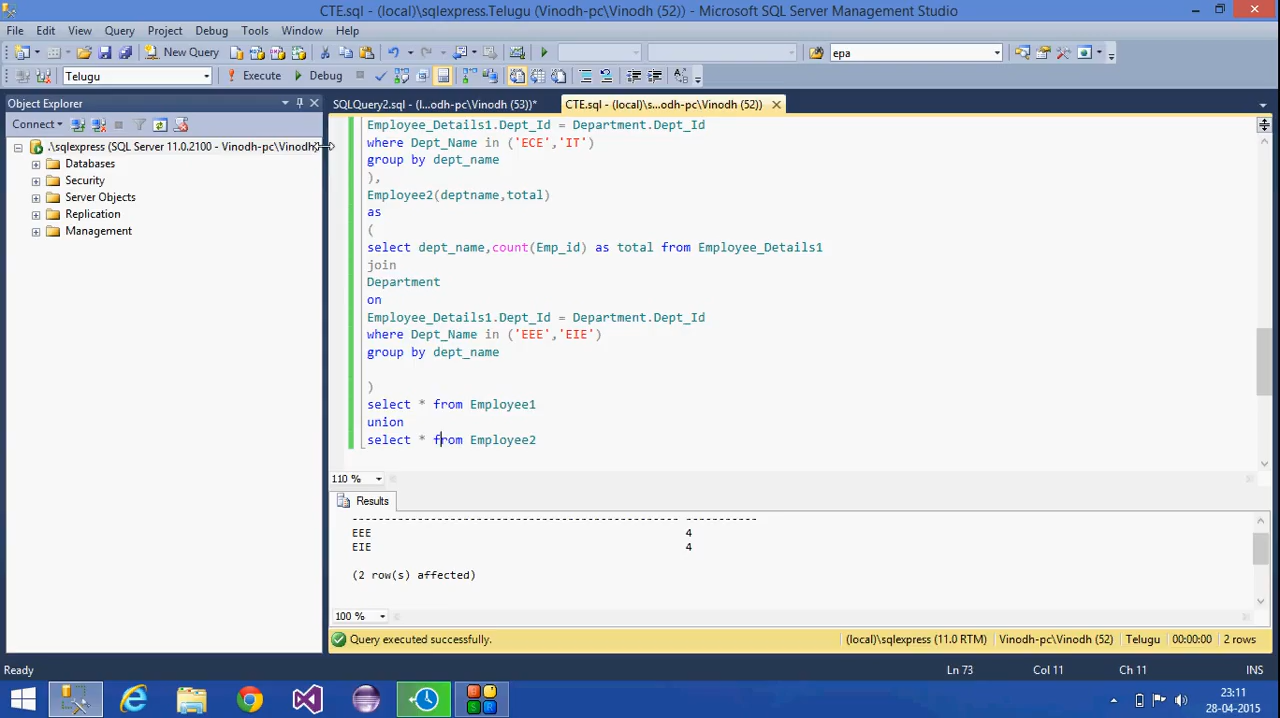 CTE.sql - (local)\sqlexpress.Telugu (Vinodh-pc\Vinodh (52)) - Microsoft SQL Server Management Studio
File Edit View Query Project Debug Tools Window Help
New Query epa
Telugu Execute Debug
Object Explorer
SQLQuery2.sql - (l...odh-pc\Vinodh (53))*
CTE.sql - (local)\s...odh-pc\Vinodh (52))
Connect
.\sqlexpress (SQL Server 11.0.2100 - Vinodh-pc\Vinodh)
Databases
Security
Server Objects
Replication
Management
Employee_Details1.Dept_Id = Department.Dept_Id
where Dept_Name in ('ECE','IT')
group by dept_name
),
Employee2(deptname,total)
as
(
select dept_name,count(Emp_id) as total from Employee_Details1
join
Department
on
Employee_Details1.Dept_Id = Department.Dept_Id
where Dept_Name in ('EEE','EIE')
group by dept_name
)
select * from Employee1
union
select * from Employee2
110 %
Results
EEE 4
EIE 4
(2 row(s) affected)
100 %
Query executed successfully.
(local)\sqlexpress (11.0 RTM) Vinodh-pc\Vinodh (52) Telugu 00:00:00 2 rows
Ready Ln 73 Col 11 Ch 11 INS
23:11
28-04-2015